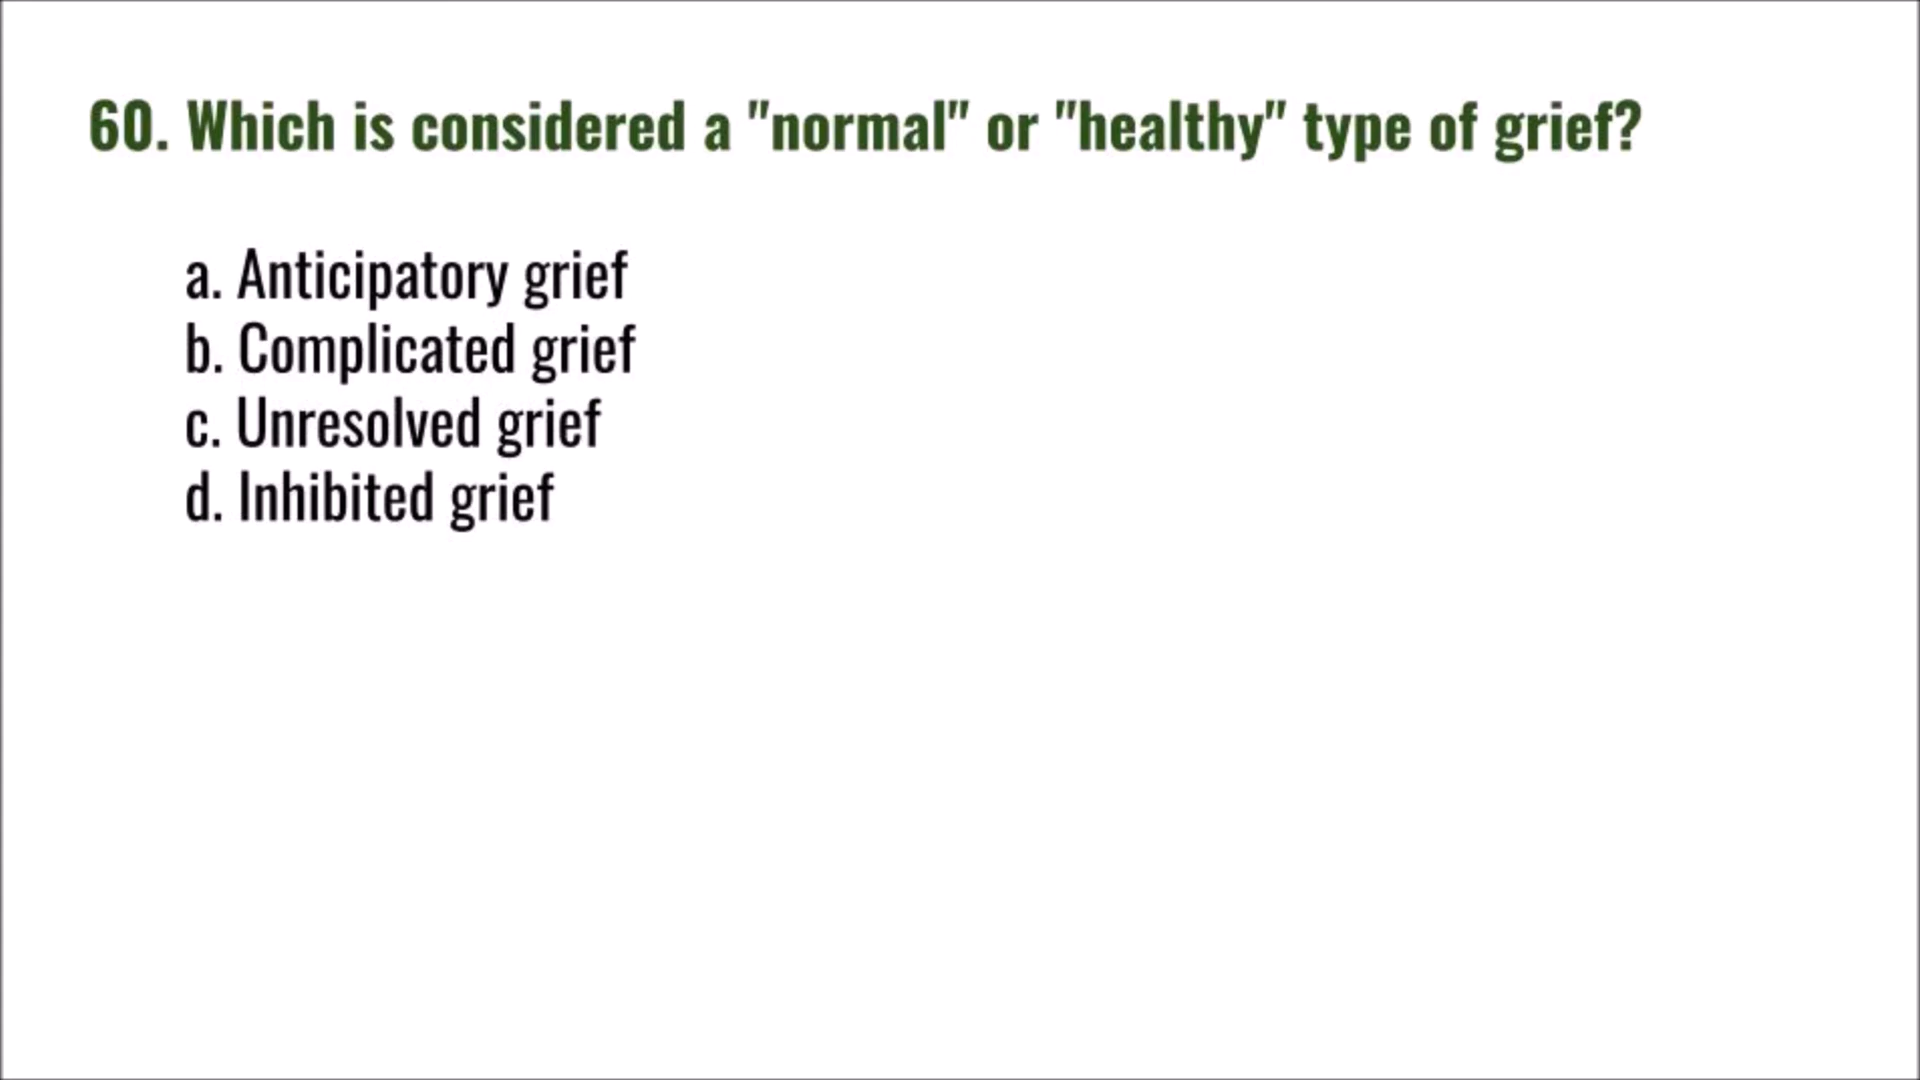 60. Which is considered a "normal" or "healthy" type of grief?
a. Anticipatory grief
b. Complicated grief
c. Unresolved grief
d. Inhibited grief